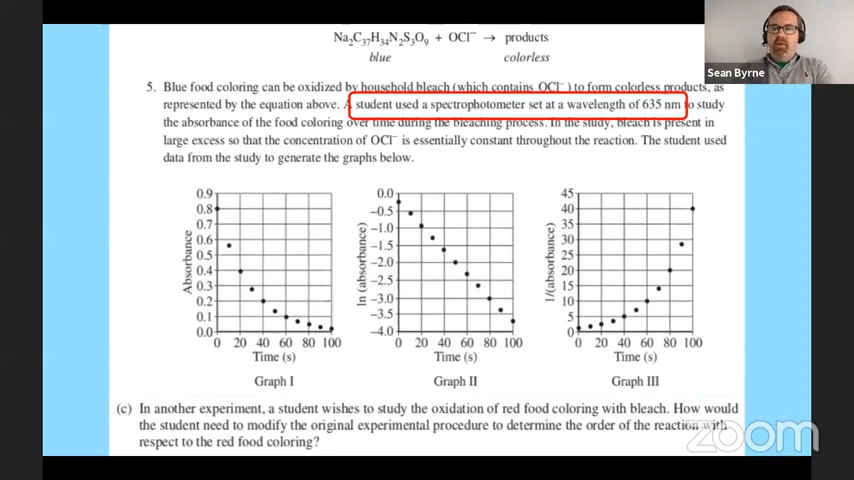 Na₂C₃₇H₃₄N₂S₃O₉ + OCl⁻ → products
blue colorless
Sean Byrne
5. Blue food coloring can be oxidized by household bleach (which contains OCl⁻) to form colorless products, as
represented by the equation above. A student used a spectrophotometer set at a wavelength of 635 nm to study
the absorbance of the food coloring over time during the bleaching process. In the study, bleach is present in
large excess so that the concentration of OCl⁻ is essentially constant throughout the reaction. The student used
data from the study to generate the graphs below.
Absorbance
0.9
0.8
0.7
0.6
0.5
0.4
0.3
0.2
0.1
0.0
0 20 40 60 80 100
Time (s)
Graph I
ln (absorbance)
0.0
−0.5
−1.0
−1.5
−2.0
−2.5
−3.0
−3.5
−4.0
0 20 40 60 80 100
Time (s)
Graph II
1/(absorbance)
45
40
35
30
25
20
15
10
5
0
0 20 40 60 80 100
Time (s)
Graph III
(c) In another experiment, a student wishes to study the oxidation of red food coloring with bleach. How would
the student need to modify the original experimental procedure to determine the order of the reaction with
respect to the red food coloring?
zoom